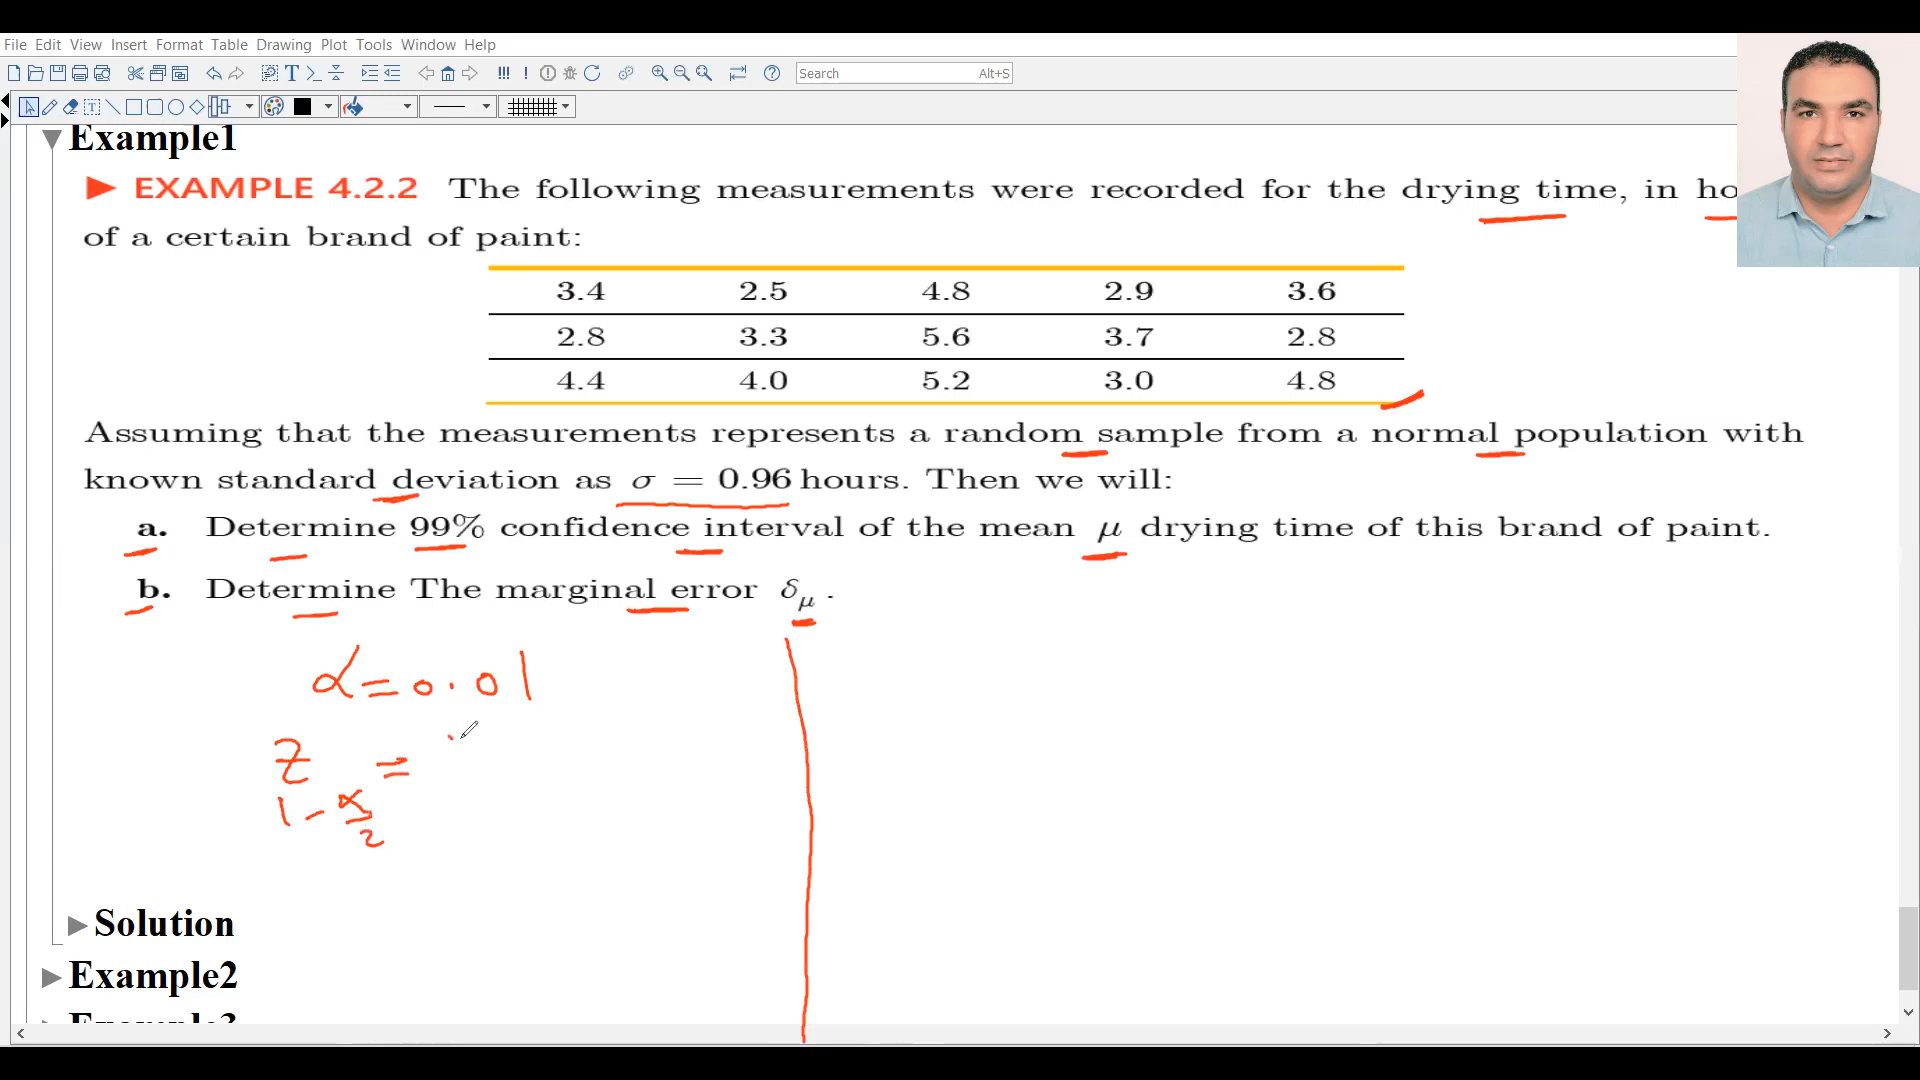 File Edit View Insert Format Table Drawing Plot Tools Window Help
Search Alt+S
Example1
► EXAMPLE 4.2.2 The following measurements were recorded for the drying time, in ho
of a certain brand of paint:
3.4 2.5 4.8 2.9 3.6
2.8 3.3 5.6 3.7 2.8
4.4 4.0 5.2 3.0 4.8
Assuming that the measurements represents a random sample from a normal population with
known standard deviation as σ = 0.96 hours. Then we will:
a. Determine 99% confidence interval of the mean μ drying time of this brand of paint.
b. Determine The marginal error δμ .
α = 0.01
Z =
1 - α/2
Solution
Example2
Example3